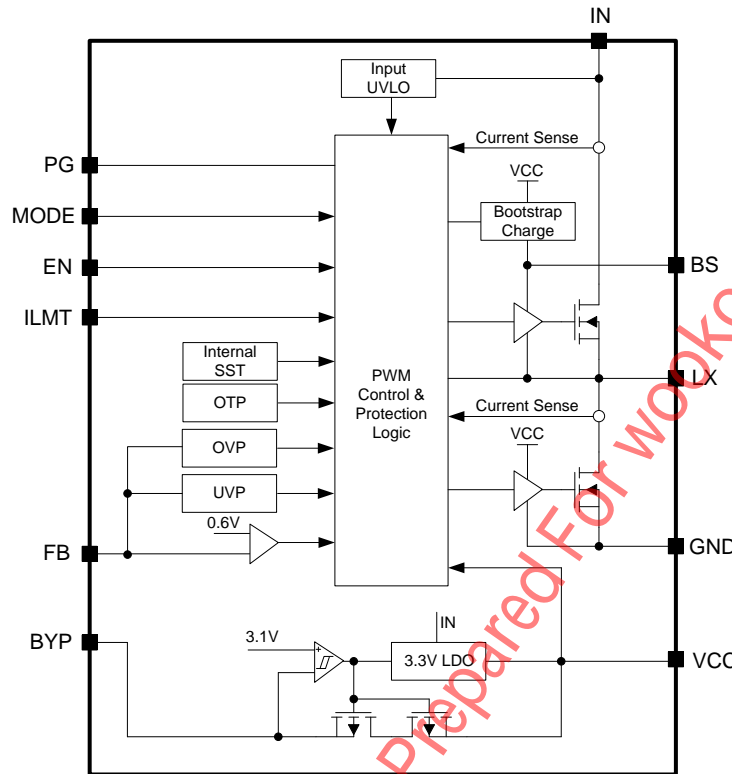 IN
Input
UVLO
Current Sense
PG
VCC
MODE
Bootstrap
Charge
EN
BS
ILMT
Internal
SST
PWM
Control &
Protection
Logic
LX
OTP
Current Sense
OVP
VCC
UVP
0.6V
FB
GND
BYP
IN
3.1V
+
-
3.3V LDO
VCC
Prepared For wooko